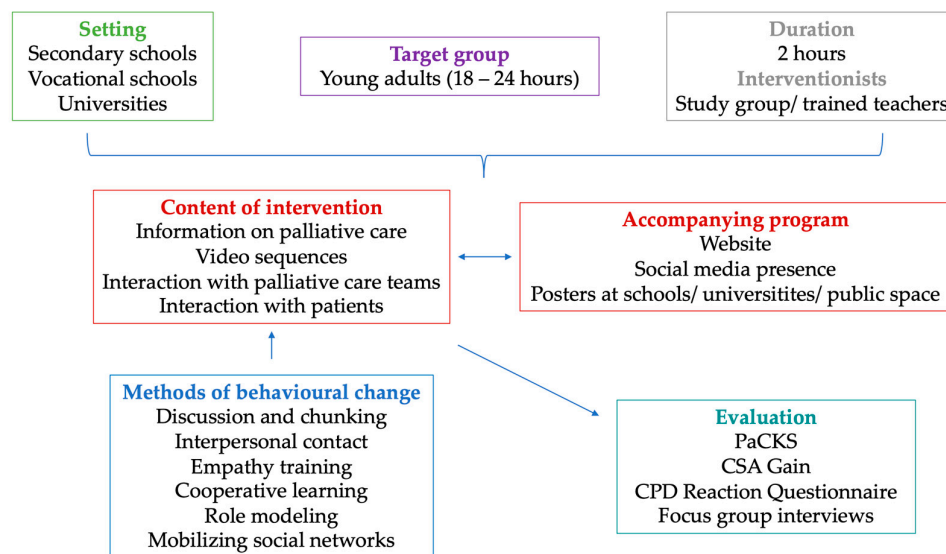 Setting
Secondary schools
Vocational schools
Universities
Target group
Young adults (18 – 24 hours)
Duration
2 hours
Interventionists
Study group/ trained teachers
Content of intervention
Information on palliative care
Video sequences
Interaction with palliative care teams
Interaction with patients
Accompanying program
Website
Social media presence
Posters at schools/ universitites/ public space
Methods of behavioural change
Discussion and chunking
Interpersonal contact
Empathy training
Cooperative learning
Role modeling
Mobilizing social networks
Evaluation
PaCKS
CSA Gain
CPD Reaction Questionnaire
Focus group interviews